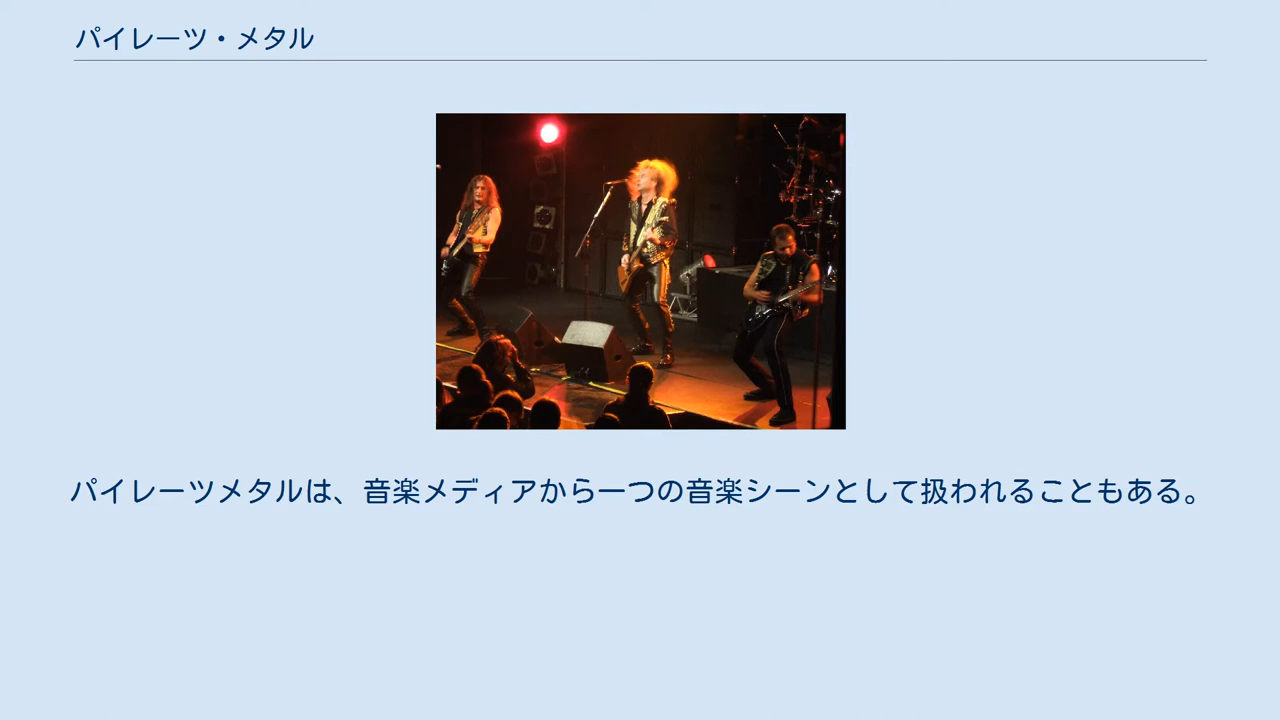 パイレーツ・メタル
パイレーツメタルは、音楽メディアから一つの音楽シーンとして扱われることもある。